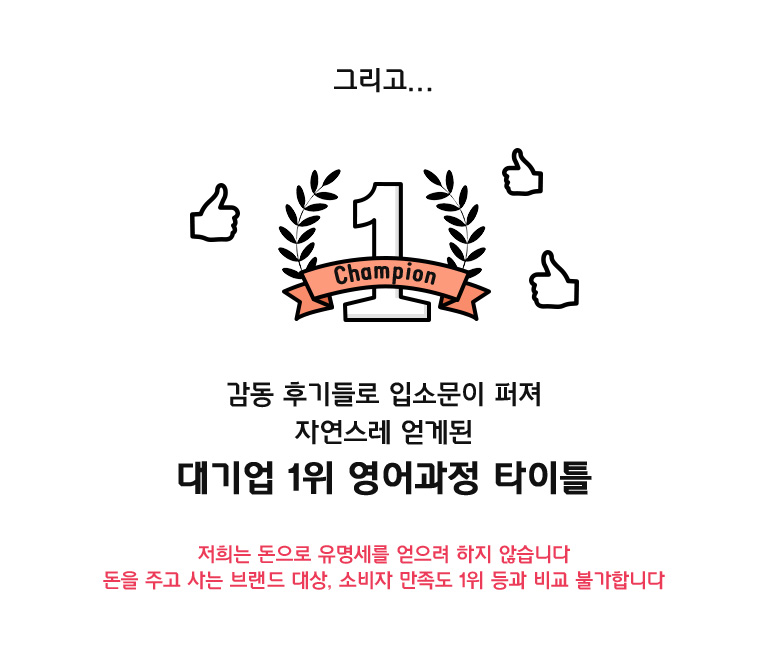 그리고...
Champion
감동 후기들로 입소문이 퍼져
자연스레 얻게된
대기업 1위 영어과정 타이틀
저희는 돈으로 유명세를 얻으려 하지 않습니다
돈을 주고 사는 브랜드 대상, 소비자 만족도 1위 등과 비교 불가합니다